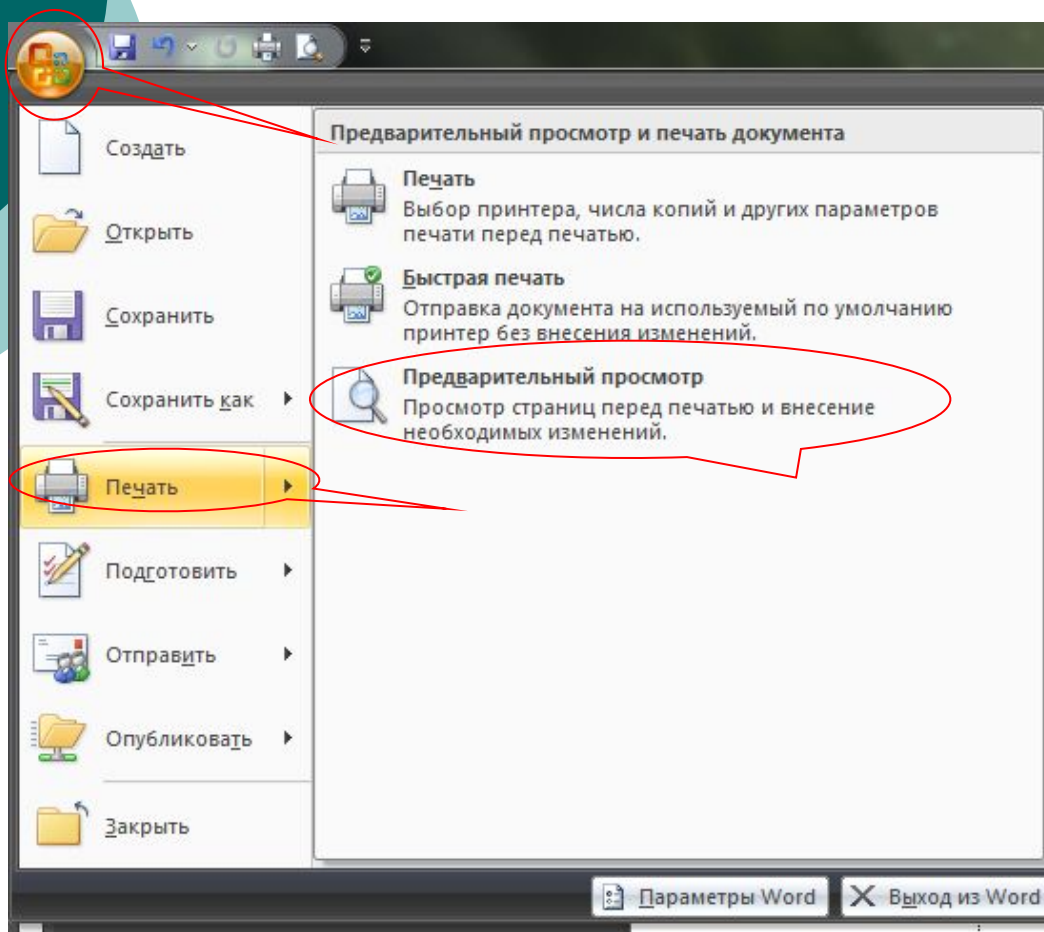 Создать
Открыть
Сохранить
Сохранить как
Печать
Подготовить
Отправить
Опубликовать
Закрыть
Предварительный просмотр и печать документа
Печать
Выбор принтера, числа копий и других параметров
печати перед печатью.
Быстрая печать
Отправка документа на используемый по умолчанию
принтер без внесения изменений.
Предварительный просмотр
Просмотр страниц перед печатью и внесение
необходимых изменений.
Параметры Word
Выход из Word